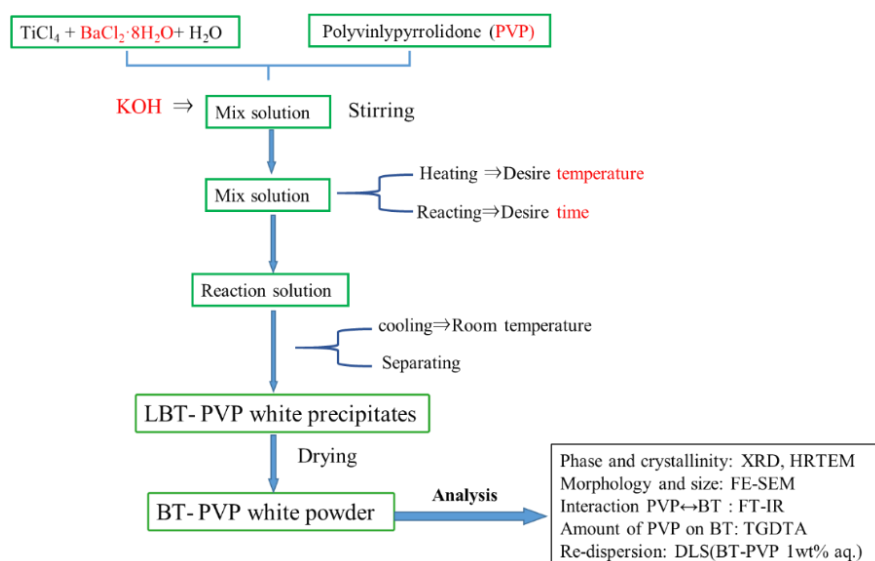 TiCl₄ + BaCl₂·8H₂O+ H₂O
Polyvinlypyrrolidone (PVP)
KOH ⇒
Mix solution
Stirring
Mix solution
Heating ⇒Desire temperature
Reacting⇒Desire time
Reaction solution
cooling⇒Room temperature
Separating
LBT- PVP white precipitates
Drying
BT- PVP white powder
Analysis
Phase and crystallinity: XRD, HRTEM
Morphology and size: FE-SEM
Interaction PVP↔BT : FT-IR
Amount of PVP on BT: TGDTA
Re-dispersion: DLS(BT-PVP 1wt% aq.)